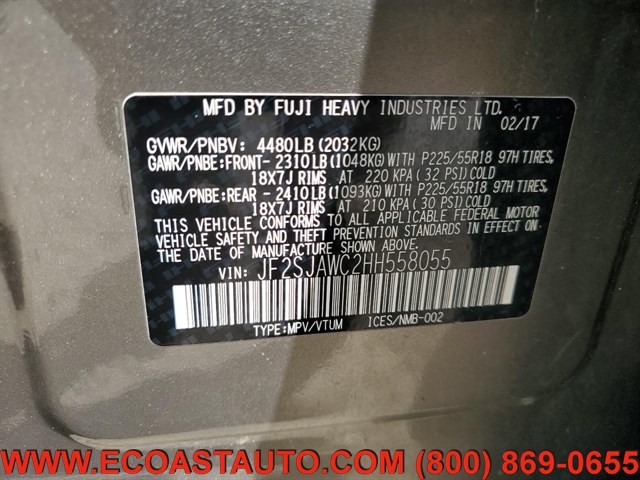 MFD BY FUJI HEAVY INDUSTRIES LTD.
IN 02/17
GVWR/PNBV: 4480LB(2032KG)
GAWR/PNBE:FRONT-2310LB(1048KG)WITH P225/55R18 97H TIRES,
18X7J RIMS AT 220 KPA (32 PSI)COLD
GAWR/PNBE:REAR -2410LB(1093KG)WITH P225/55R18 97H TIRES,
18X7J RIMS AT 210 KPA (30 PSI)COLD
THIS VEHICLE CONFORMS TO ALL APPLICABLE FEDERAL MOTOR
VEHICLE SAFETY AND THEFT PREVENTION STANDARDS IN EFFECT
ON THE DATE OF MANUFACTURE SHOWN ABOVE.
VIN: JF2SJAWC2HH558055
TYPE:MPV/VTUM ICES/NMB-002
WWW.ECOASTAUTO.COM (800) 869-0655